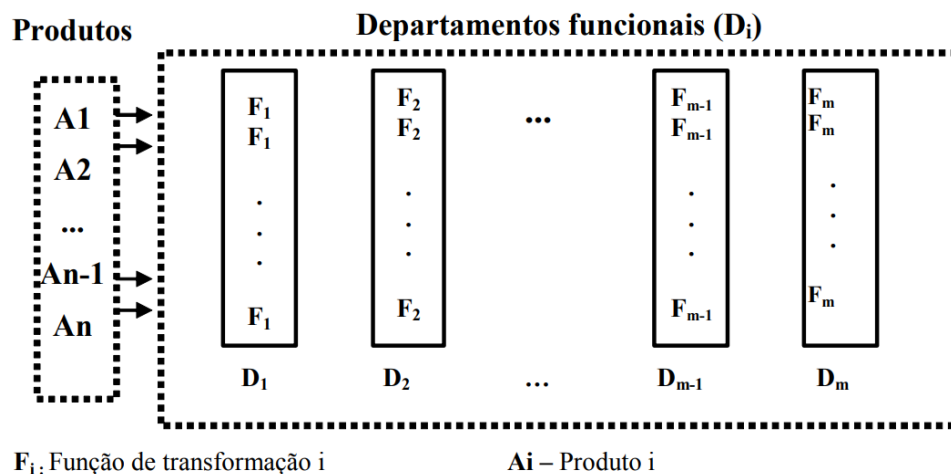 Produtos
Departamentos funcionais (Dᵢ)
A1
A2
...
An-1
An
F₁
F₁
.
.
.
F₁
F₂
F₂
.
.
.
F₂
...
Fₘ₋₁
Fₘ₋₁
.
.
.
Fₘ₋₁
Fₘ
Fₘ
.
.
.
Fₘ
D₁ D₂ ... Dₘ₋₁ Dₘ
Fᵢ: Função de transformação i Ai – Produto i